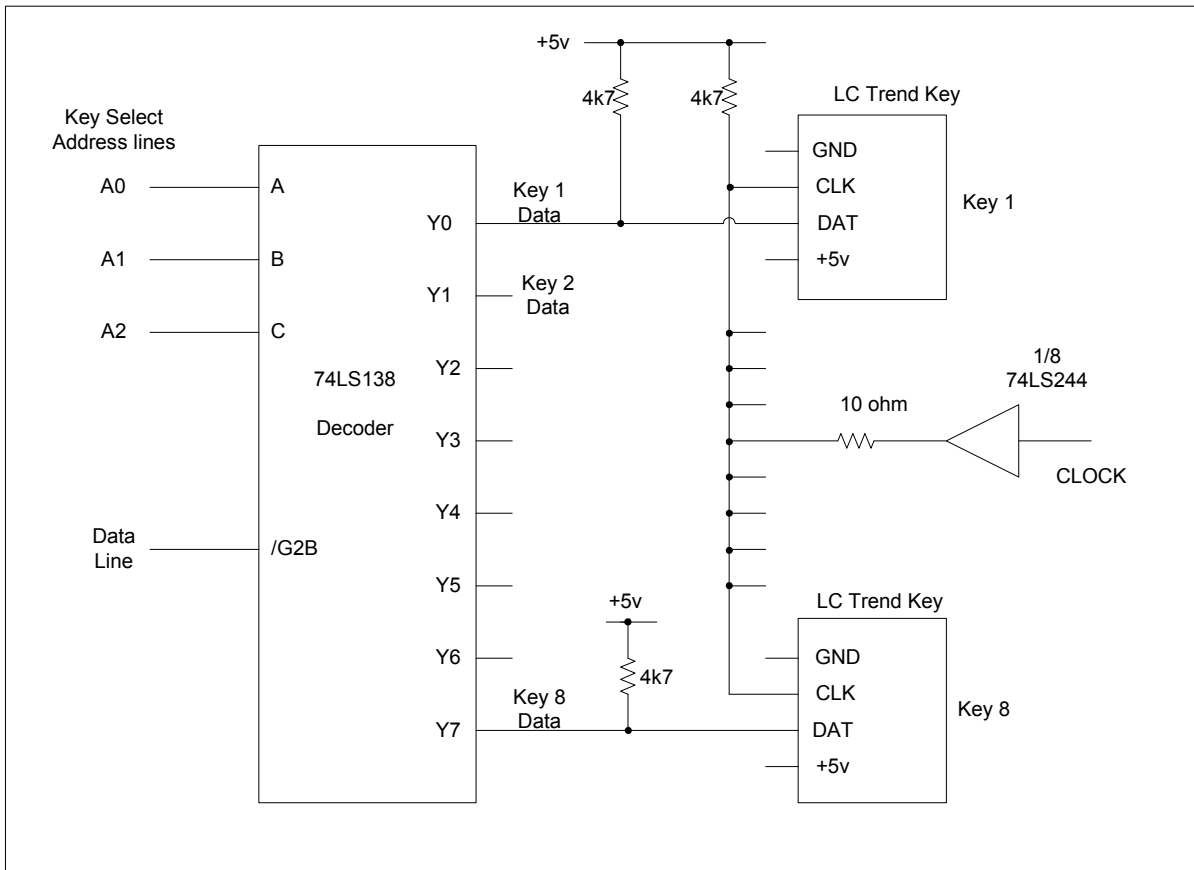 +5v
4k7
4k7
LC Trend Key
Key Select
Address lines
GND
A0
A
CLK
Key 1
Data
Key 1
Y0
DAT
A1
B
+5v
Y1
Key 2
Data
A2
C
74LS138
Decoder
Y2
1/8
74LS244
10 ohm
Y3
CLOCK
Y4
Data
Line
/G2B
Y5
+5v
LC Trend Key
Y6
4k7
GND
CLK
Key 8
Data
Key 8
Y7
DAT
+5v